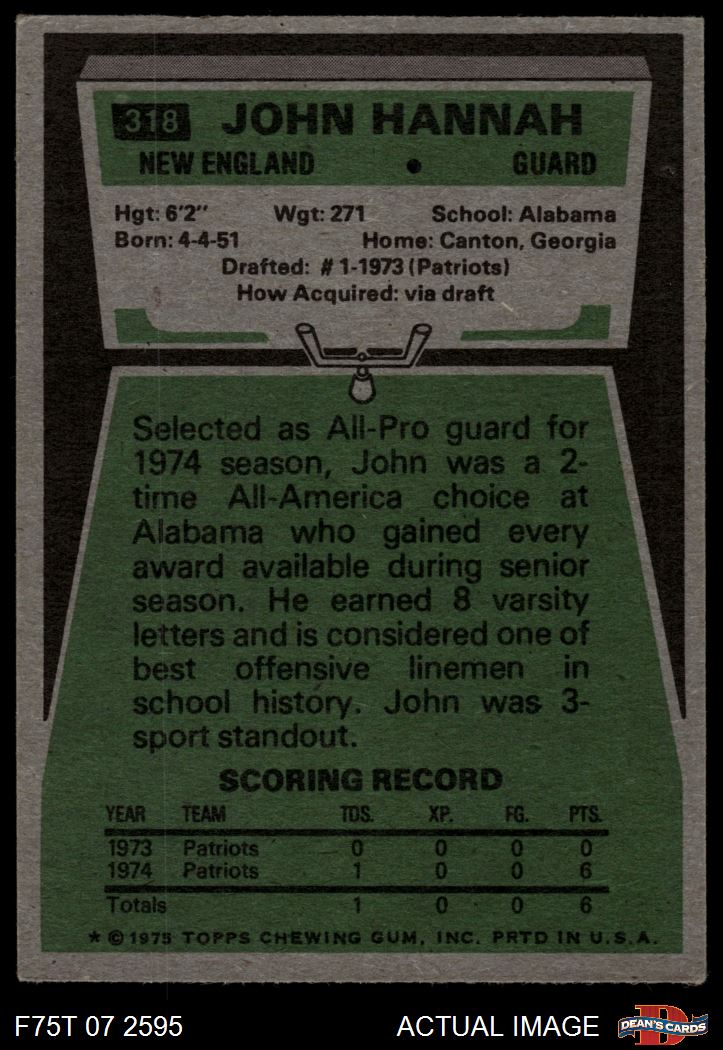 318 JOHN HANNAH
NEW ENGLAND • GUARD
Hgt: 6'2" Wgt: 271 School: Alabama
Born: 4-4-51 Home: Canton, Georgia
Drafted: #1-1973 (Patriots)
How Acquired: via draft
Selected as All-Pro guard for
1974 season, John was a 2-
time All-America choice at
Alabama who gained every
award available during senior
season. He earned 8 varsity
letters and is considered one of
best offensive linemen in
school history. John was 3-
sport standout.
SCORING RECORD
YEAR TEAM TDS. XP. FG. PTS.
1973 Patriots 0 0 0 0
1974 Patriots 1 0 0 6
Totals 1 0 0 6
* © 1975 TOPPS CHEWING GUM, INC. PRTD IN U.S.A.
F75T 07 2595 ACTUAL IMAGE D DEAN'S CARDS